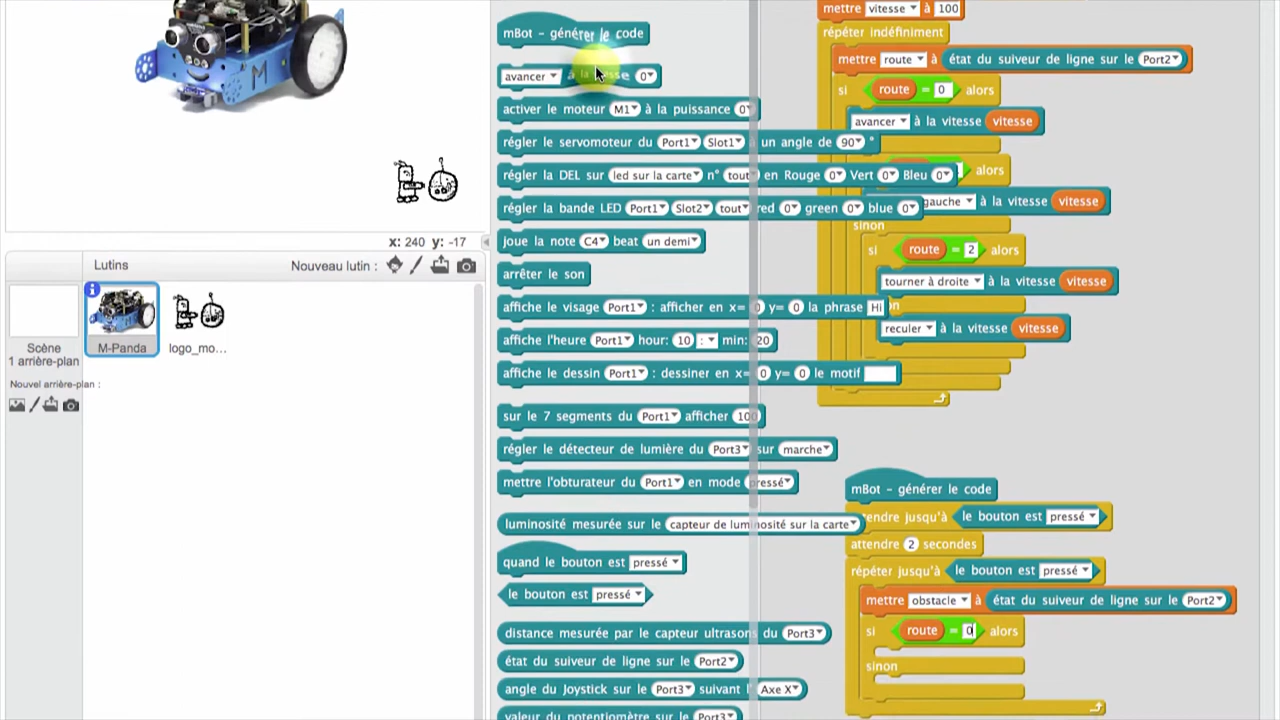 x: 240 y: -17
Lutins
Nouveau lutin :
Scène
1 arrière-plan
M-Panda
logo_mo...
Nouvel arrière-plan :
mBot - générer le code
avancer à la vitesse 0
activer le moteur M1 à la puissance 0
régler le servomoteur du Port1 Slot1 à un angle de 90 °
régler la DEL sur led sur la carte n° tout en Rouge 0 Vert 0 Bleu 0
régler la bande LED Port1 Slot2 tout red 0 green 0 blue 0
joue la note C4 beat un demi
arrêter le son
affiche le visage Port1 : afficher en x= 0 y= 0 la phrase Hi
affiche l'heure Port1 hour: 10 : min: 20
affiche le dessin Port1 : dessiner en x= 0 y= 0 le motif
sur le 7 segments du Port1 afficher 100
régler le détecteur de lumière du Port3 sur marche
mettre l'obturateur du Port1 en mode pressé
luminosité mesurée sur le capteur de luminosité sur la carte
quand le bouton est pressé
le bouton est pressé
distance mesurée par le capteur ultrasons du Port3
état du suiveur de ligne sur le Port2
angle du Joystick sur le Port3 suivant l' Axe X
valeur du potentiomètre sur le Port3
mettre vitesse à 100
répéter indéfiniment
mettre route à état du suiveur de ligne sur le Port2
si route = 0 alors
avancer à la vitesse vitesse
alors
gauche à la vitesse vitesse
sinon
si route = 2 alors
tourner à droite à la vitesse vitesse
reculer à la vitesse vitesse
mBot - générer le code
jusqu'à le bouton est pressé
attendre 2 secondes
répéter jusqu'à le bouton est pressé
mettre obstacle à état du suiveur de ligne sur le Port2
si route = 0 alors
sinon